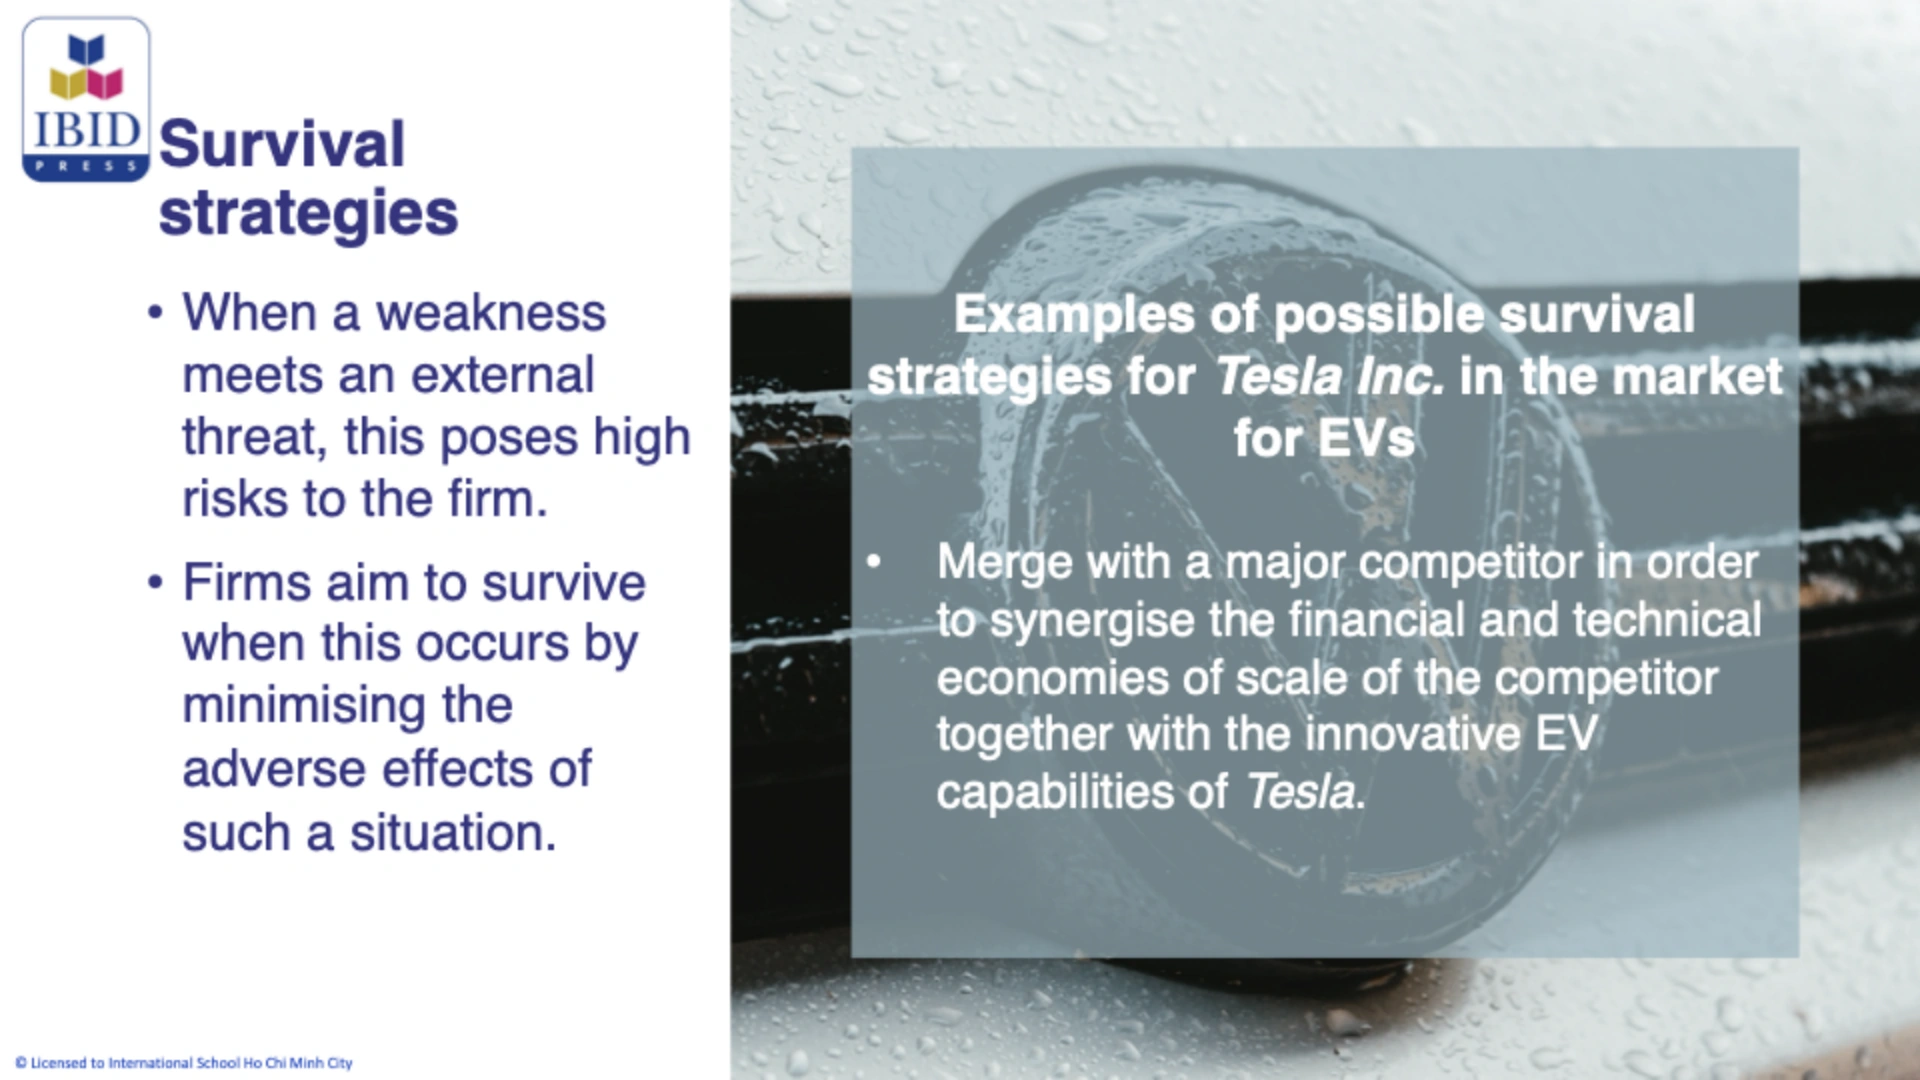 IBID
PRESS
Survival
strategies
• When a weakness
meets an external
threat, this poses high
risks to the firm.
• Firms aim to survive
when this occurs by
minimising the
adverse effects of
such a situation.
Examples of possible survival
strategies for Tesla Inc. in the market
for EVs
• Merge with a major competitor in order
to synergise the financial and technical
economies of scale of the competitor
together with the innovative EV
capabilities of Tesla.
© Licensed to International School Ho Chi Minh City